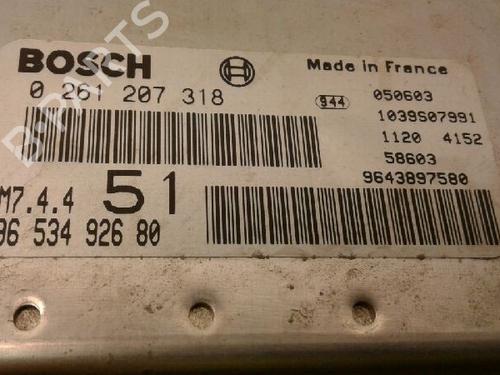 BOSCH
Made in France
0 261 207 318
944
050603
1039S07991
1120 4152
58603
9643897580
M7.4.4 51
96 534 926 80
B-PARTS